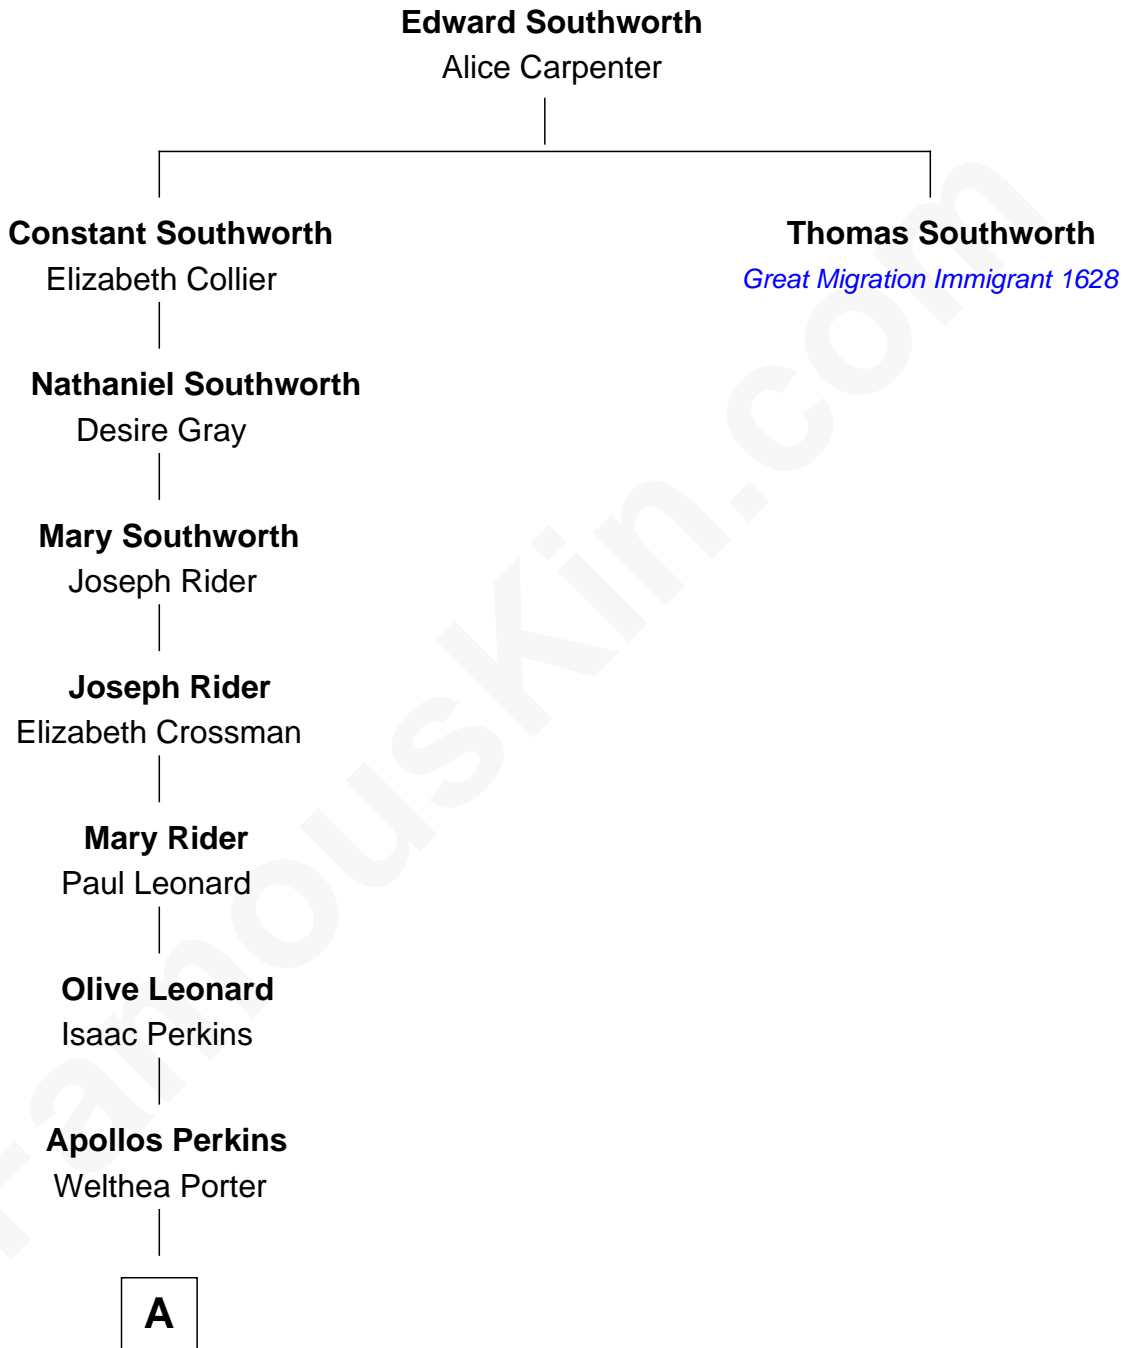 Edward Southworth
Alice Carpenter
Constant Southworth
Elizabeth Collier
Thomas Southworth
Great Migration Immigrant 1628
Nathaniel Southworth
Desire Gray
Mary Southworth
Joseph Rider
Joseph Rider
Elizabeth Crossman
Mary Rider
Paul Leonard
Olive Leonard
Isaac Perkins
Apollos Perkins
Welthea Porter
A
FamousKin.com